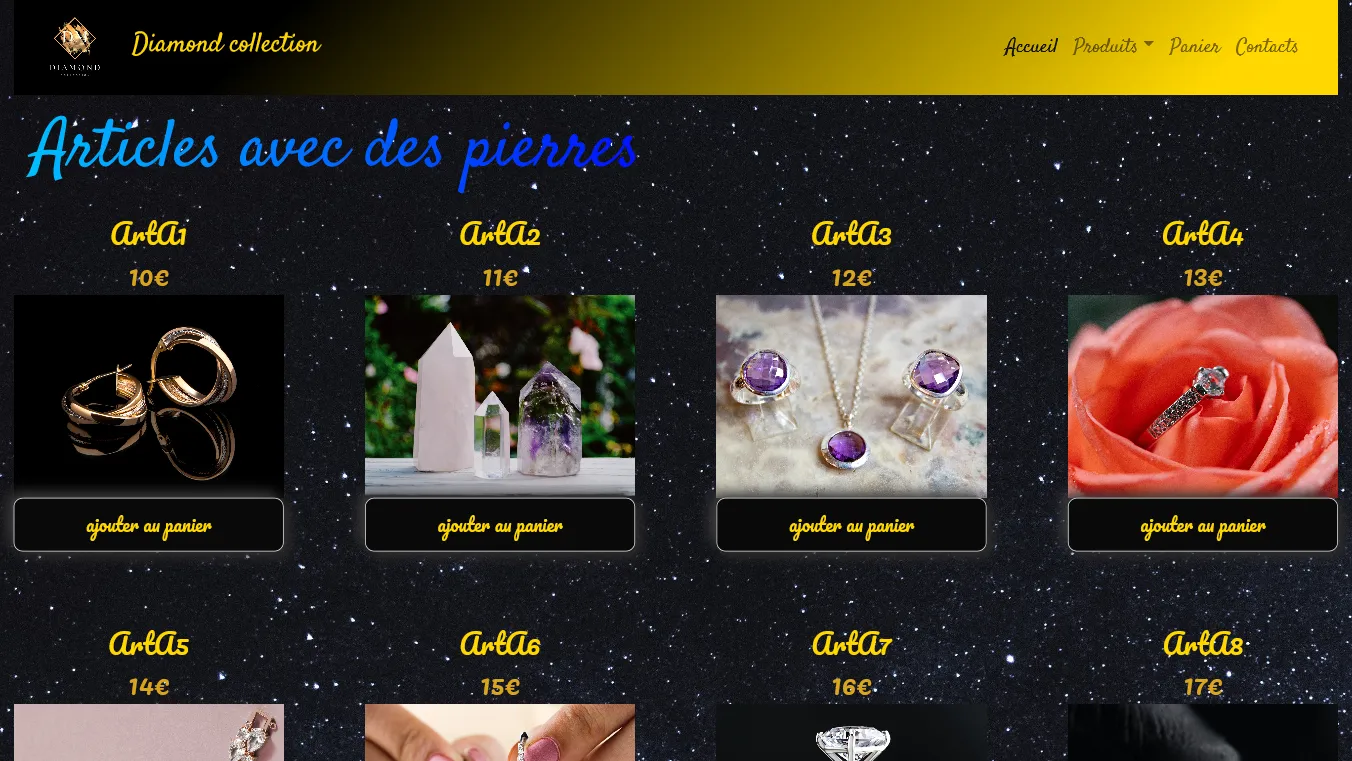 DIAMOND
Diamond collection
Accueil Produits Panier Contacts
Articles avec des pierres
ArtA1 ArtA2 ArtA3 ArtA4
10€ 11€ 12€ 13€
ajouter au panier ajouter au panier ajouter au panier ajouter au panier
ArtA5 ArtA6 ArtA7 ArtA8
14€ 15€ 16€ 17€